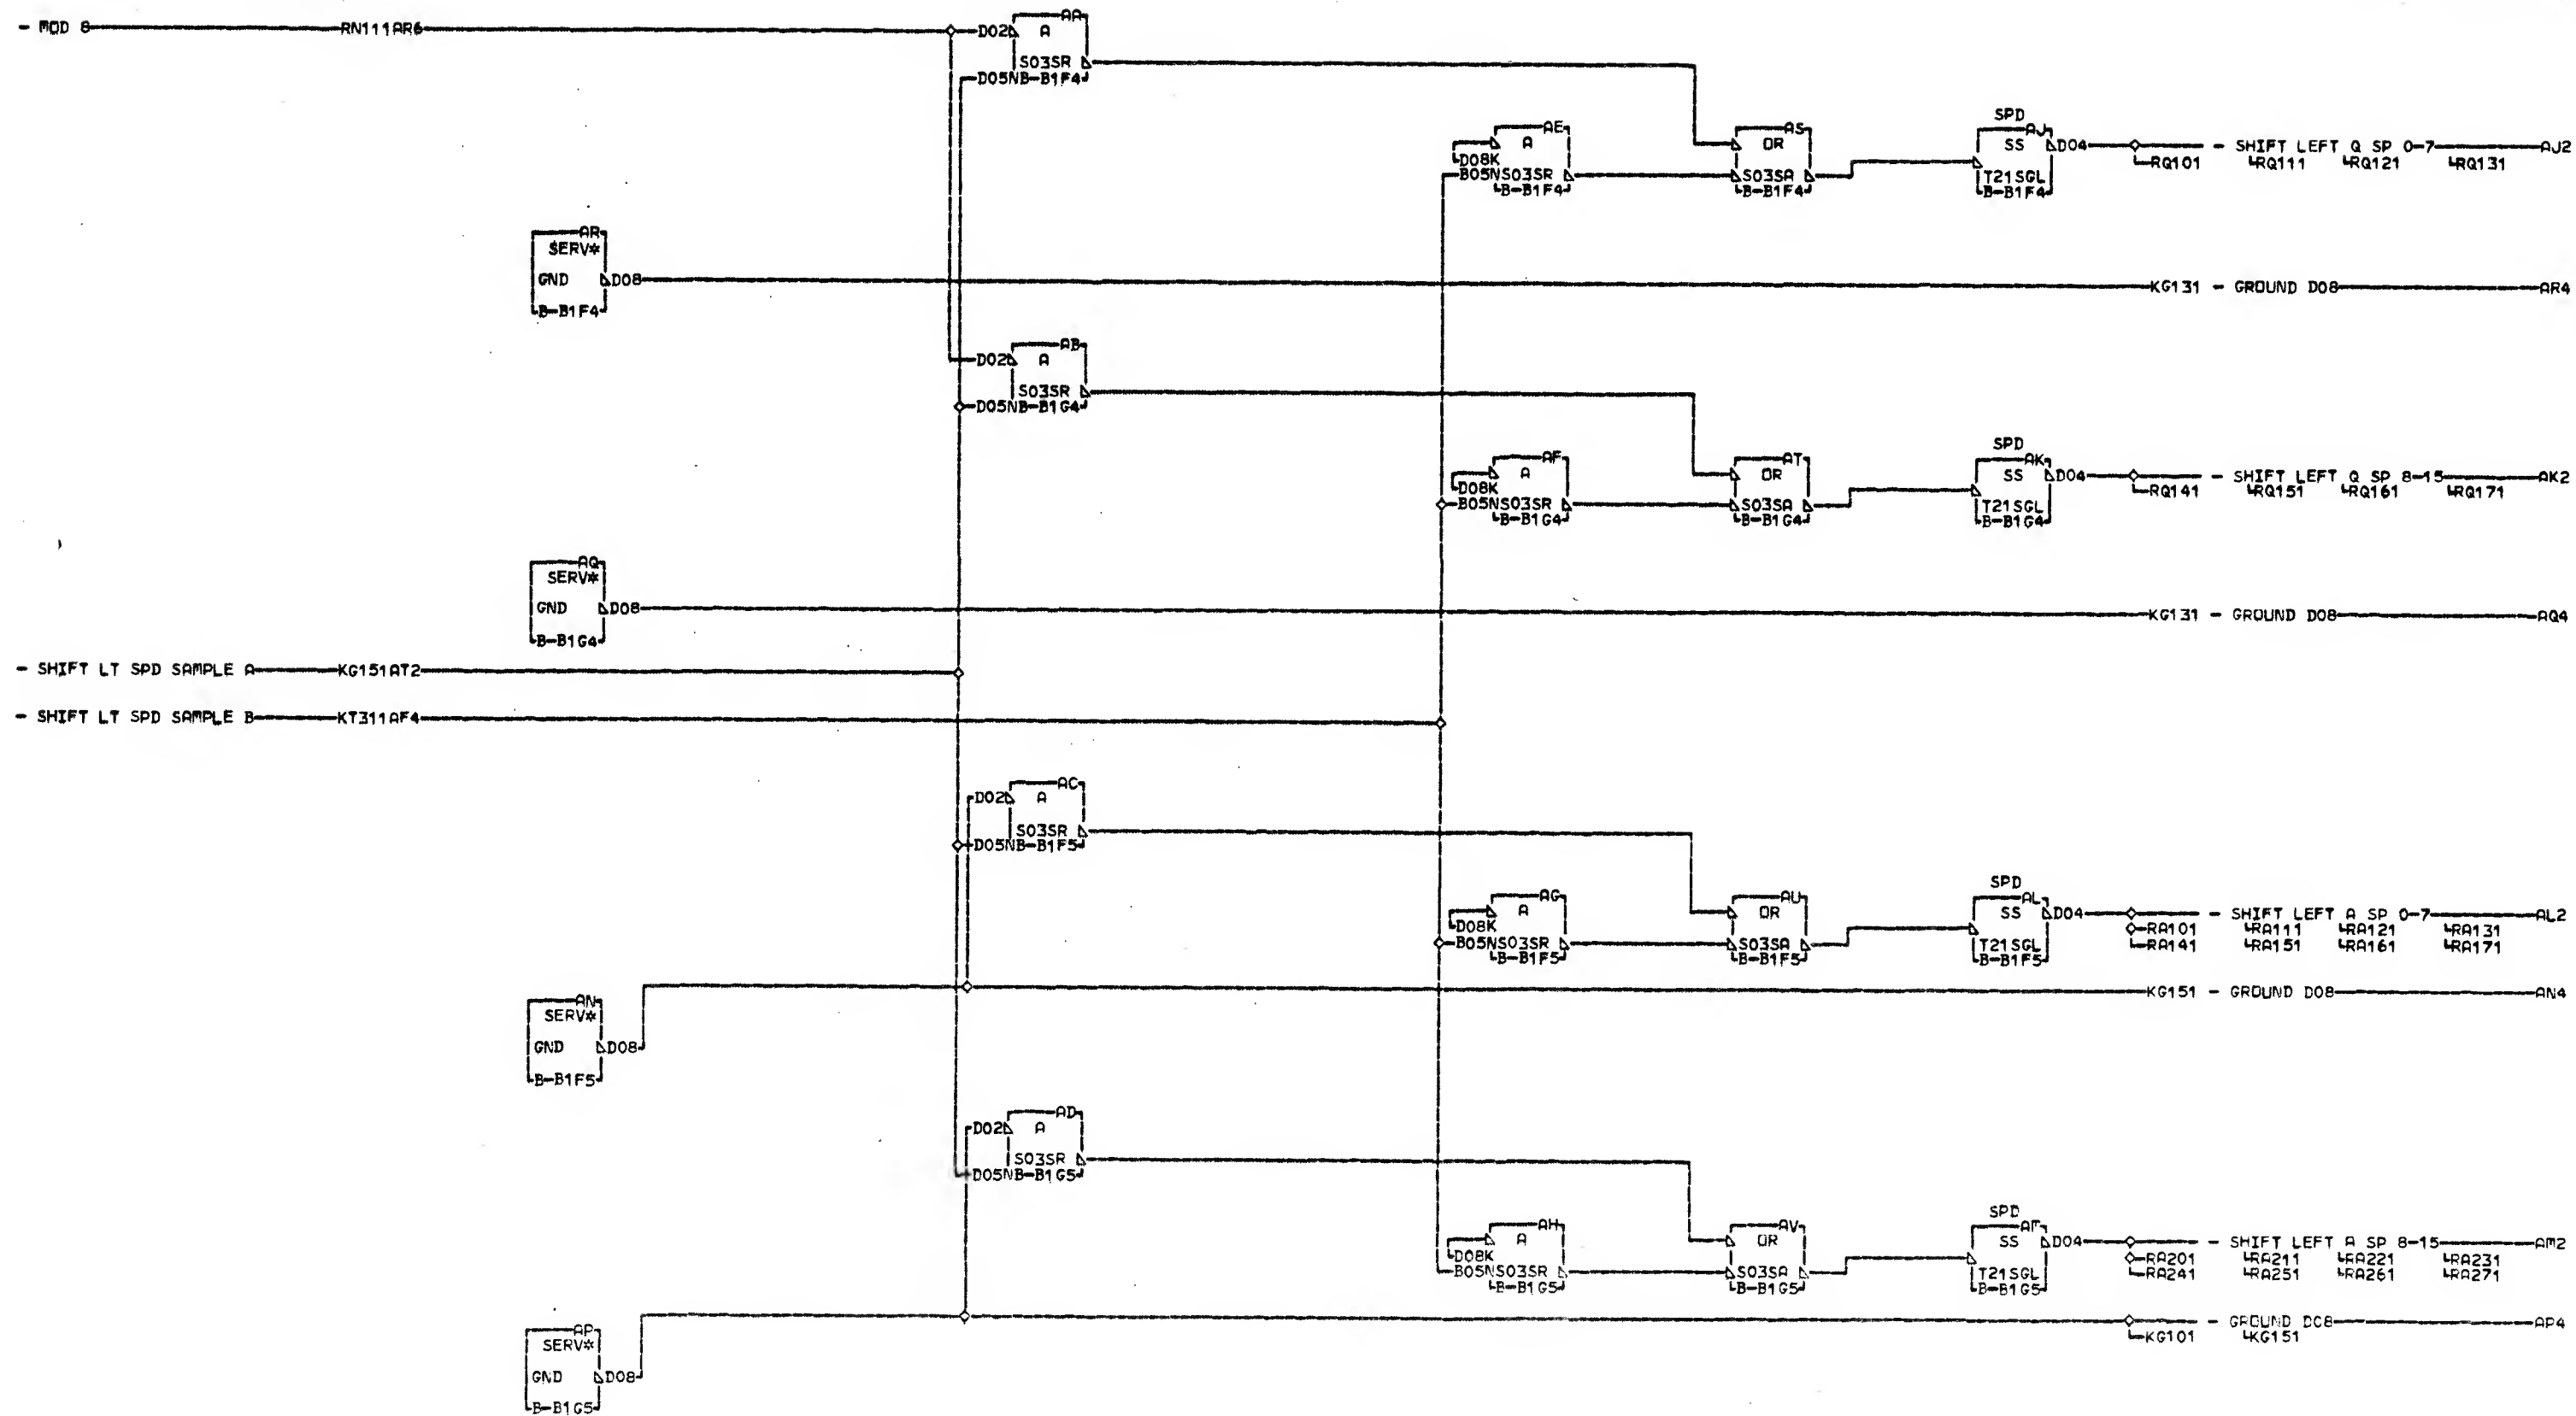 AA
- MOD 8 RN111AR6 D02 A
S03SR
D05NB-B1F4
SPD
AE AS AJ
A OR SS D04 - SHIFT LEFT Q SP 0-7 AJ2
D08K RQ101 RQ111 RQ121 RQ131
B05NS03SR S03SA T21SGL
B-B1F4 B-B1F4 B-B1F4
AR
SERV*
GND D08 KG131 - GROUND D08 AR4
B-B1F4
AB
D02 A
S03SR
D05NB-B1G4
SPD
AF AT AK
A OR SS D04 - SHIFT LEFT Q SP 8-15 AK2
D08K RQ141 RQ151 RQ161 RQ171
B05NS03SR S03SA T21SGL
B-B1G4 B-B1G4 B-B1G4
AQ
SERV*
GND D08 KG131 - GROUND D08 AQ4
B-B1G4
- SHIFT LT SPD SAMPLE A KG151AT2
- SHIFT LT SPD SAMPLE B KT311AF4
AC
D02 A
S03SR
D05NB-B1F5
SPD
AG AU AL
A OR SS D04 - SHIFT LEFT A SP 0-7 AL2
D08K RA101 RA111 RA121 RA131
B05NS03SR S03SA T21SGL RA141 RA151 RA161 RA171
B-B1F5 B-B1F5 B-B1F5
KG151 - GROUND D08 AN4
AN
SERV*
GND D08
B-B1F5
AD
D02 A
S03SR
D05NB-B1G5
SPD
AH AV AM
A OR SS D04 - SHIFT LEFT A SP 8-15 AM2
D08K RA201 RA211 RA221 RA231
B05NS03SR S03SA T21SGL RA241 RA251 RA261 RA271
B-B1G5 B-B1G5 B-B1G5
- GROUND D08 AP4
KG101 KG151
AP
SERV*
GND D08
B-B1G5